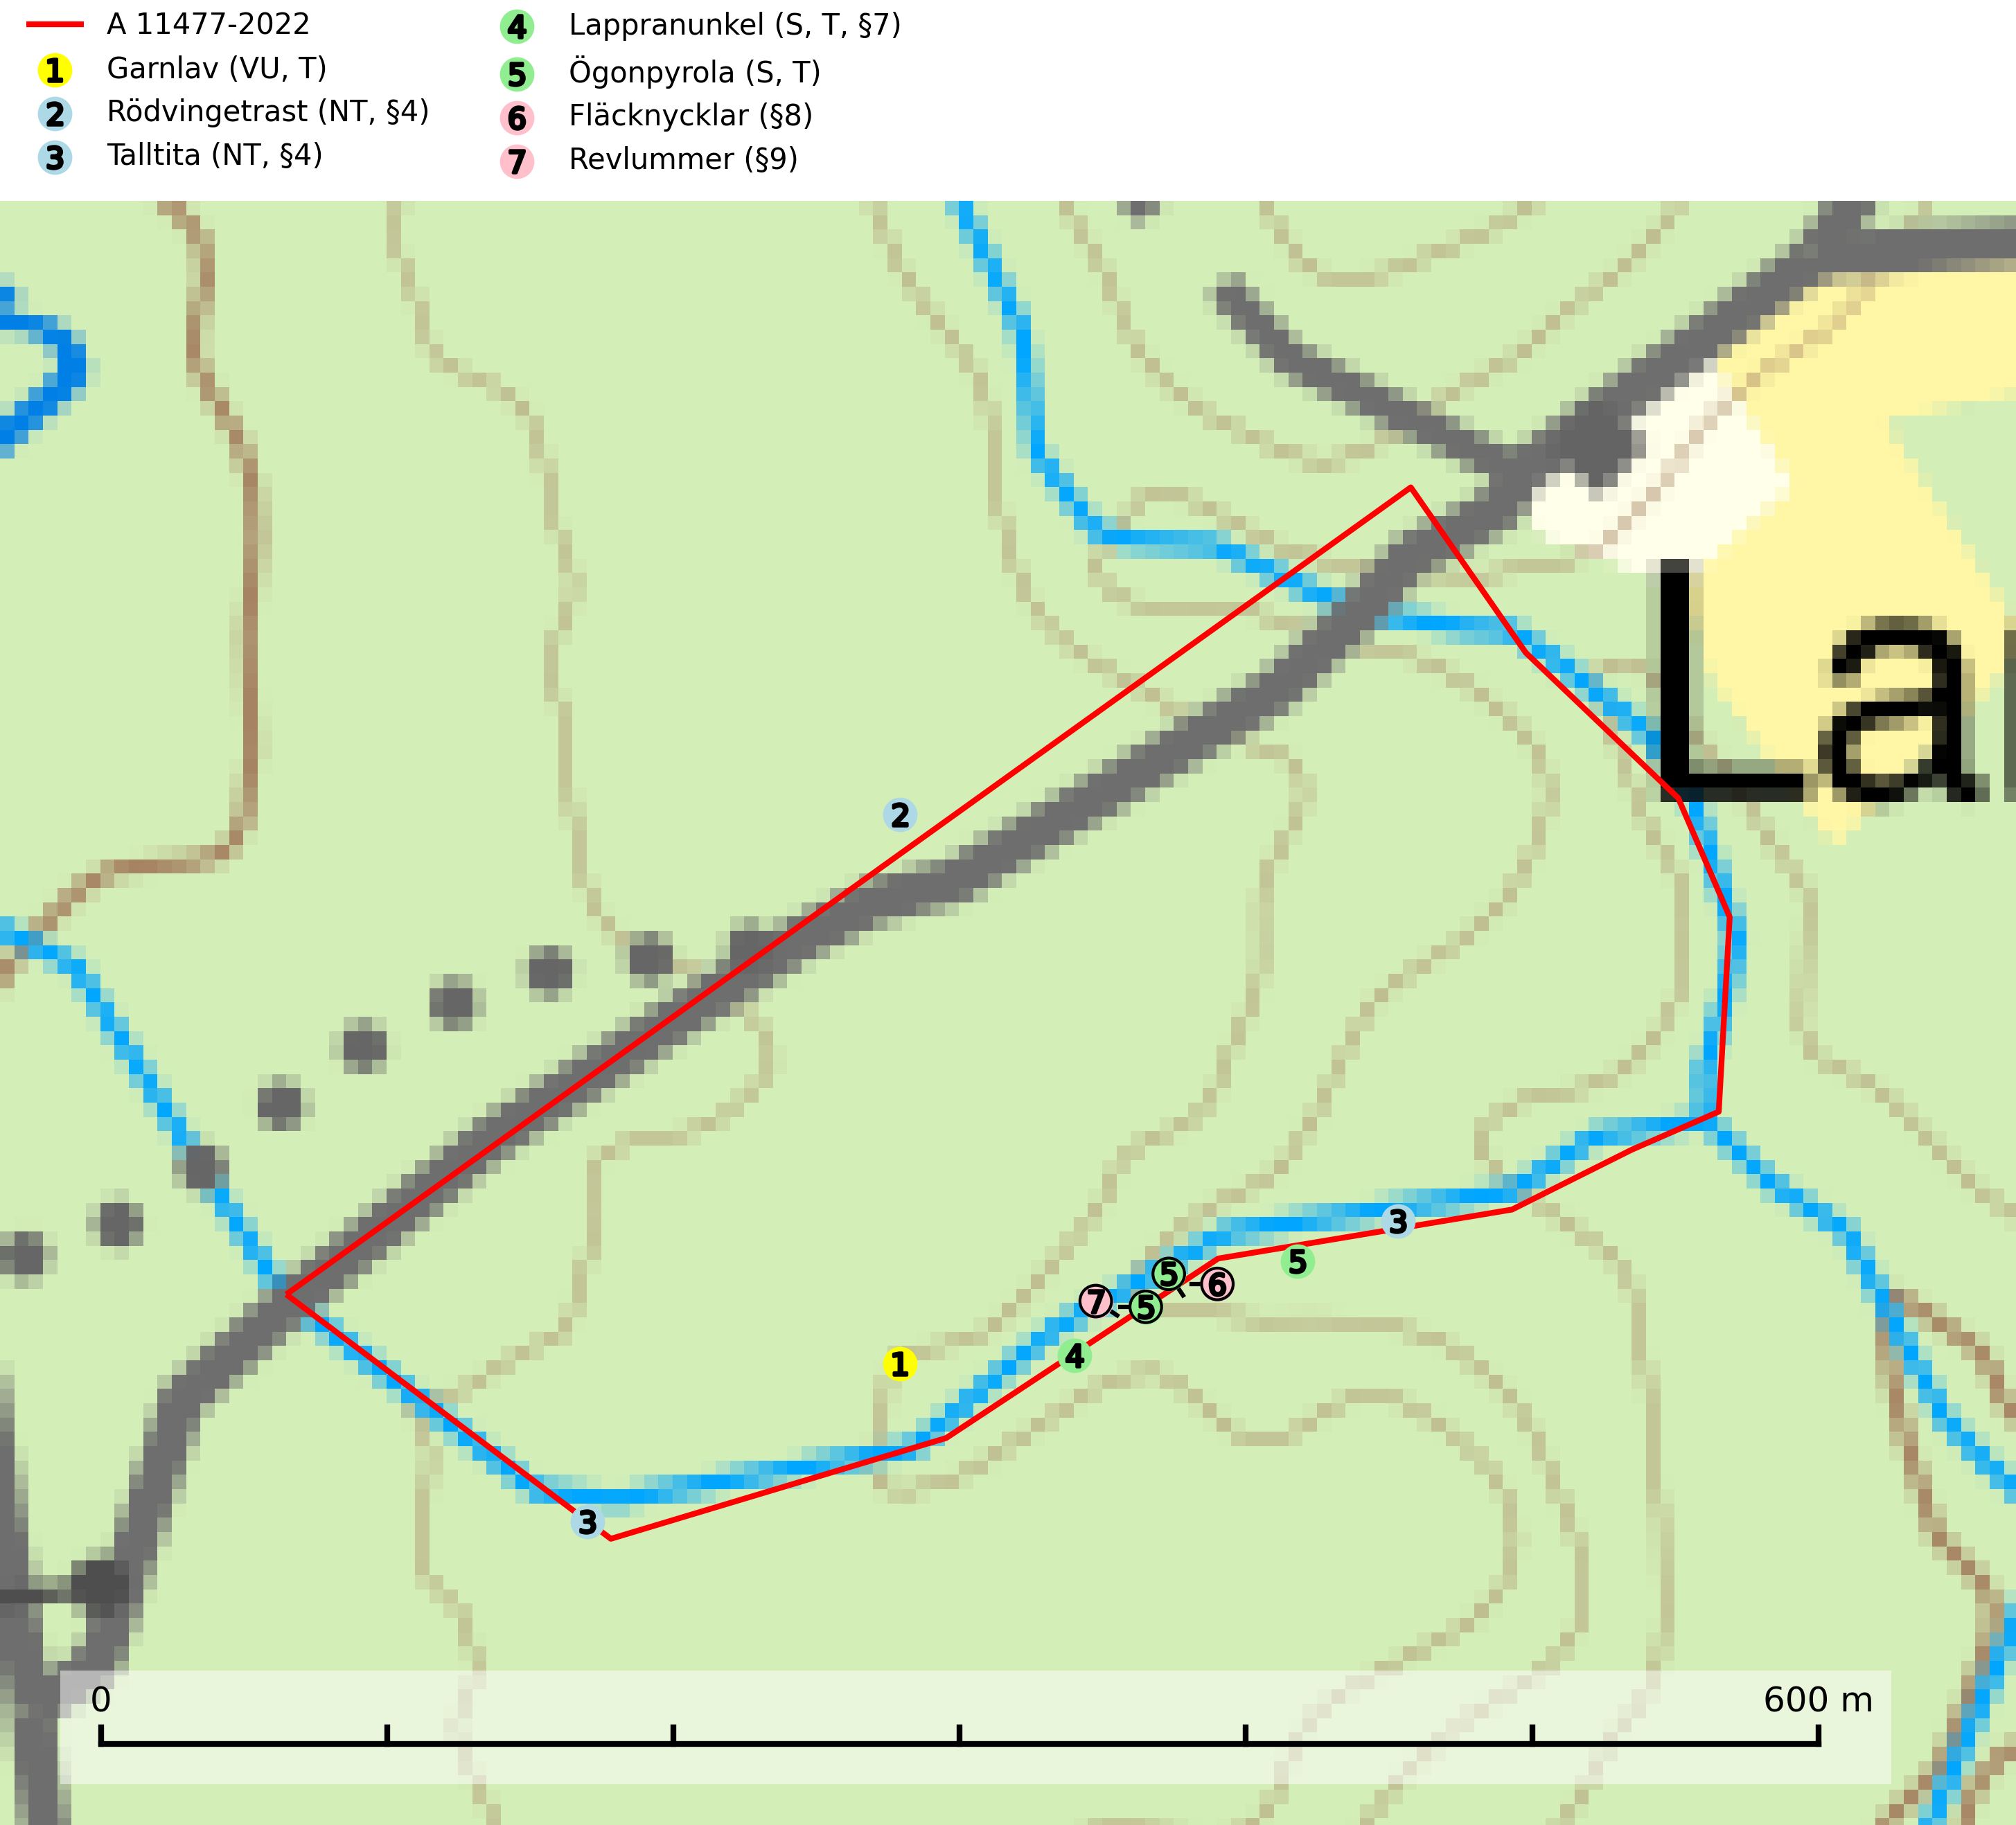 A 11477-2022
1 Garnlav (VU, T)
2 Rödvingetrast (NT, §4)
3 Talltita (NT, §4)
4 Lappranunkel (S, T, §7)
5 Ögonpyrola (S, T)
6 Fläcknycklar (§8)
7 Revlummer (§9)
La
2
3
5
5
6
7
5
4
1
3
0
600 m